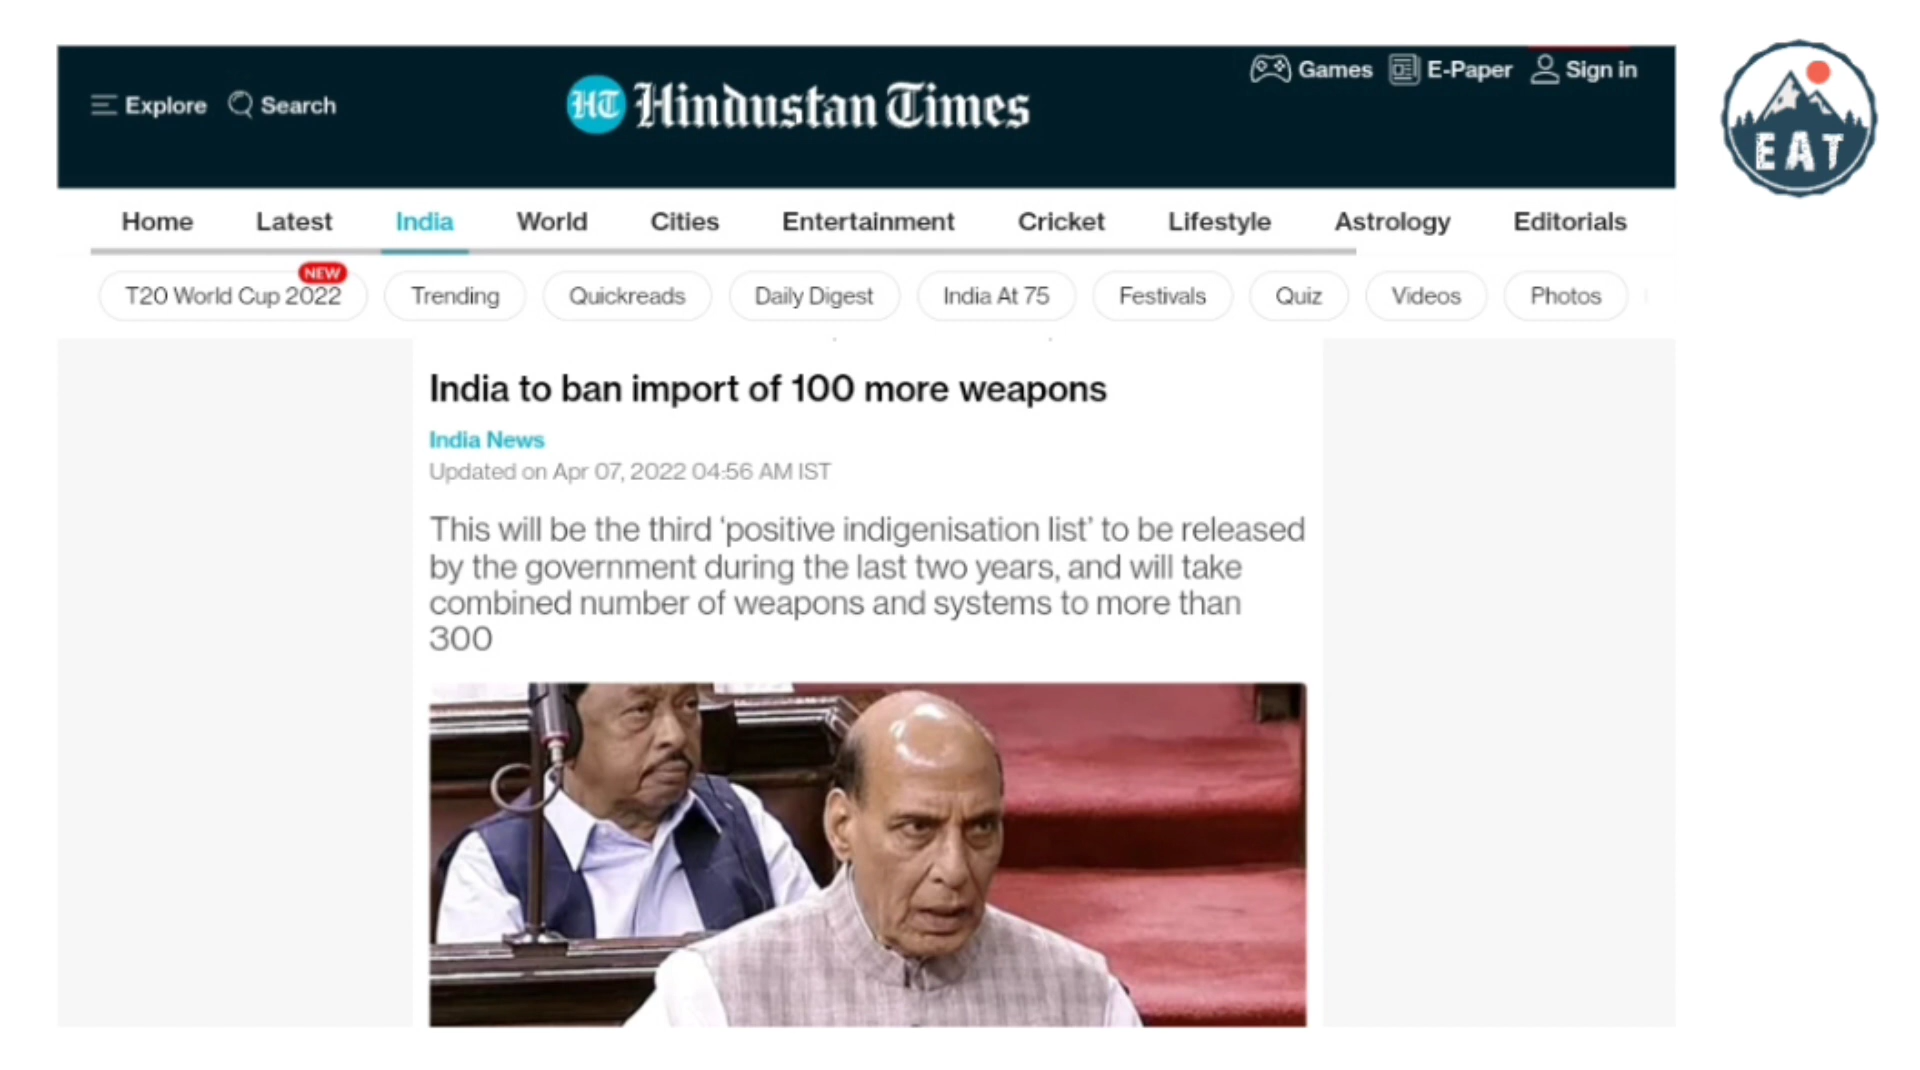 Games E-Paper Sign in
Explore Search
HT Hindustan Times
EAT
Home Latest India World Cities Entertainment Cricket Lifestyle Astrology Editorials
NEW
T20 World Cup 2022 Trending Quickreads Daily Digest India At 75 Festivals Quiz Videos Photos
India to ban import of 100 more weapons
India News
Updated on Apr 07, 2022 04:56 AM IST
This will be the third ‘positive indigenisation list’ to be released
by the government during the last two years, and will take
combined number of weapons and systems to more than
300